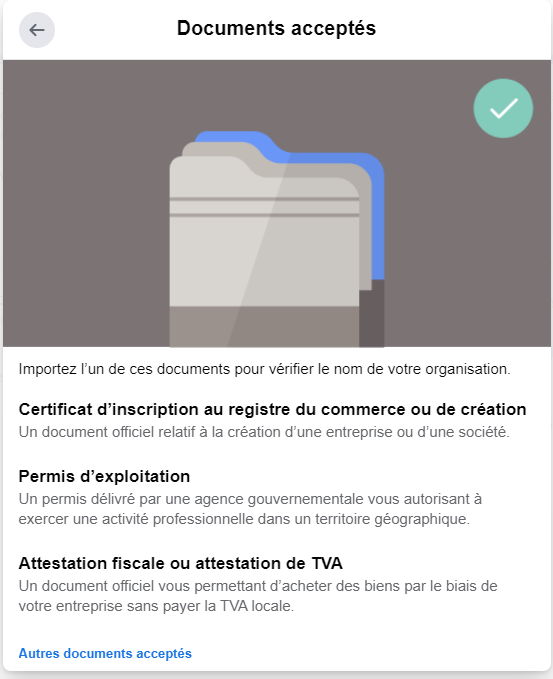 Documents acceptés
Importez l’un de ces documents pour vérifier le nom de votre organisation.
Certificat d’inscription au registre du commerce ou de création
Un document officiel relatif à la création d’une entreprise ou d’une société.
Permis d’exploitation
Un permis délivré par une agence gouvernementale vous autorisant à
exercer une activité professionnelle dans un territoire géographique.
Attestation fiscale ou attestation de TVA
Un document officiel vous permettant d’acheter des biens par le biais de
votre entreprise sans payer la TVA locale.
Autres documents acceptés